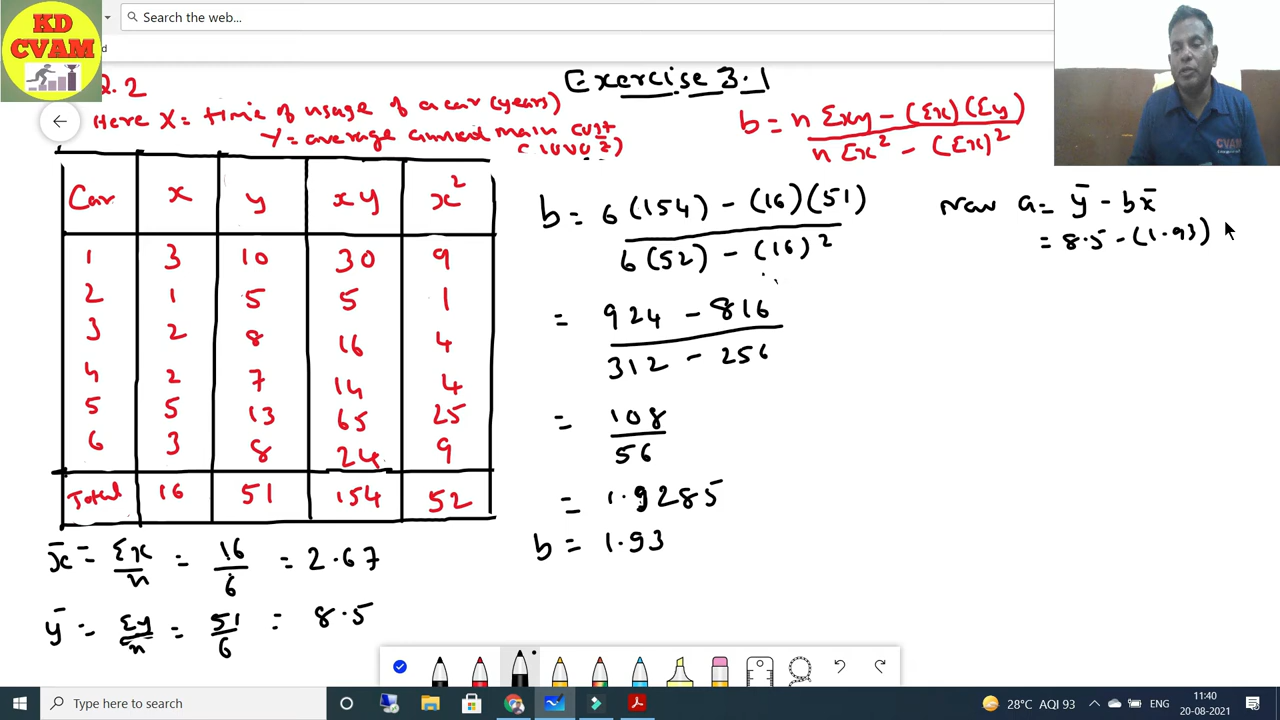 KD
CVAM
Search the web...
Q.2
Exercise 3.1
Here X = time of usage of a car (years)
Y = average annual main cost
b = n Σxy - (Σx)(Σy)
n Σx² - (Σx)²
CVAM
Car x y xy x²
1 3 10 30 9
2 1 5 5 1
3 2 8 16 4
4 2 7 14 4
5 5 13 65 25
6 3 8 24 9
Total 16 51 154 52
x̄ = Σx/n = 16/6 = 2.67
ȳ = Σy/n = 51/6 = 8.5
b = 6(154) - (16)(51)
6(52) - (16)²
= 924 - 816
312 - 256
= 108
56
= 1.9285
b = 1.93
Now a = ȳ - bx̄
= 8.5 - (1.93)
Type here to search
28°C AQI 93
ENG
11:40
20-08-2021